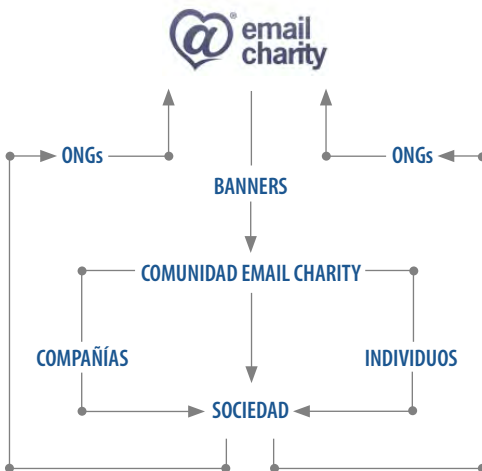 @® email
charity
ONGs
ONGs
BANNERS
COMUNIDAD EMAIL CHARITY
COMPAÑÍAS
INDIVIDUOS
SOCIEDAD